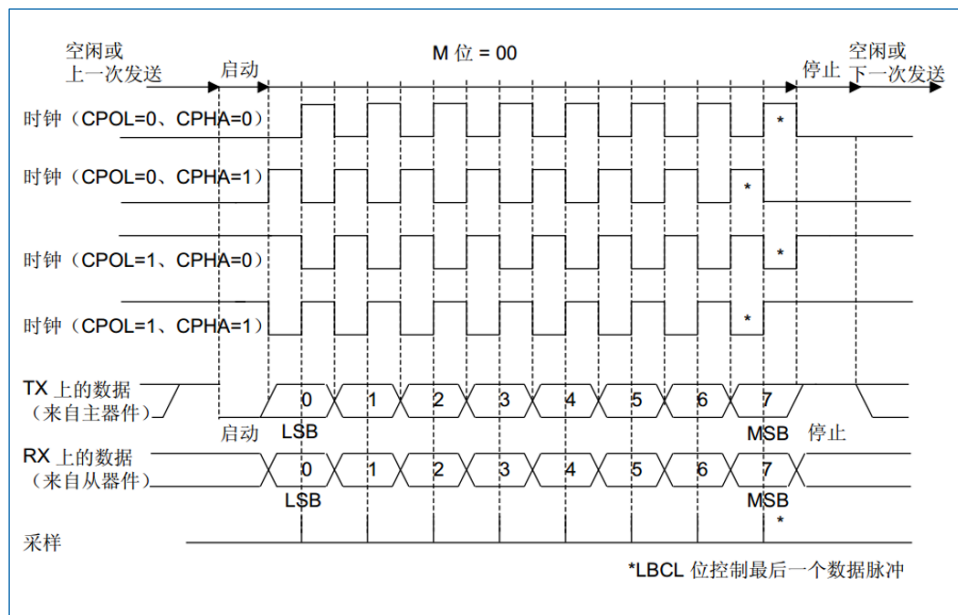 空闲或
上一次发送
启动
M 位 = 00
停止
空闲或
下一次发送
时钟（CPOL=0、CPHA=0）
*
时钟（CPOL=0、CPHA=1）
*
时钟（CPOL=1、CPHA=0）
*
时钟（CPOL=1、CPHA=1）
*
TX 上的数据
（来自主器件）
0 1 2 3 4 5 6 7
启动
LSB
MSB
停止
RX 上的数据
（来自从器件）
0 1 2 3 4 5 6 7
LSB
MSB
*
采样
*LBCL 位控制最后一个数据脉冲